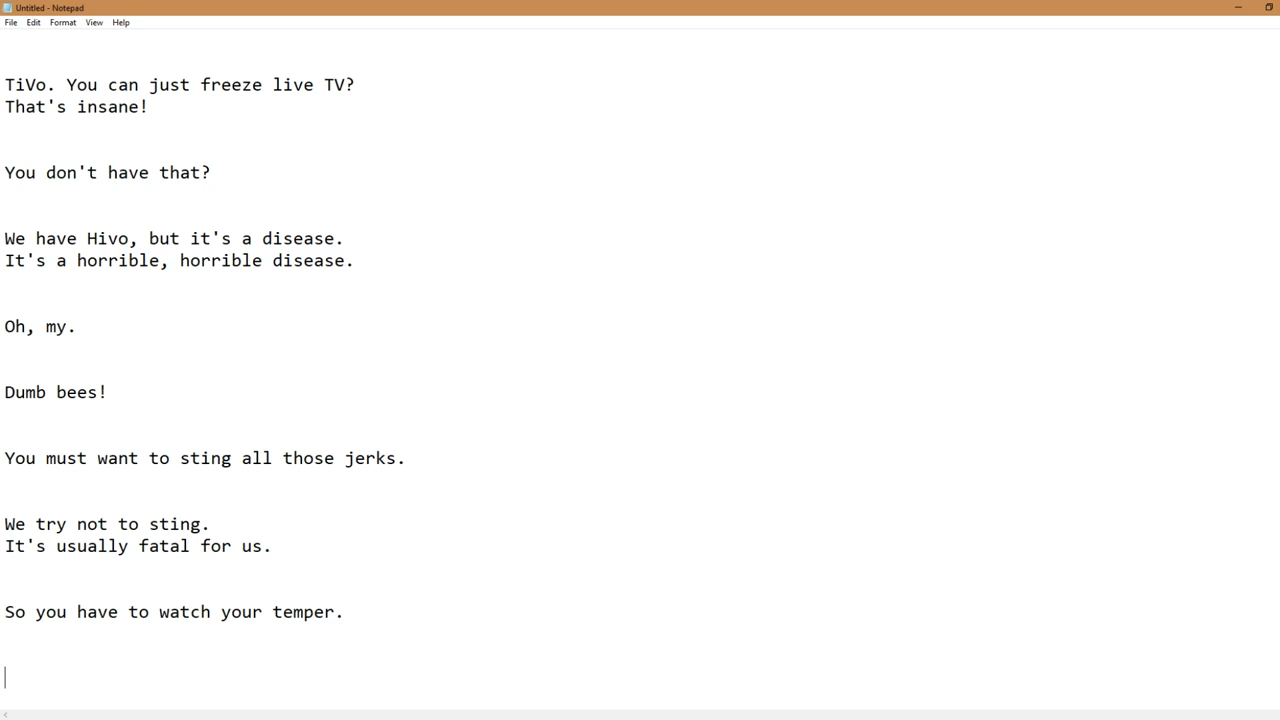 Untitled - Notepad
File Edit Format View Help
TiVo. You can just freeze live TV?
That's insane!
You don't have that?
We have Hivo, but it's a disease.
It's a horrible, horrible disease.
Oh, my.
Dumb bees!
You must want to sting all those jerks.
We try not to sting.
It's usually fatal for us.
So you have to watch your temper.